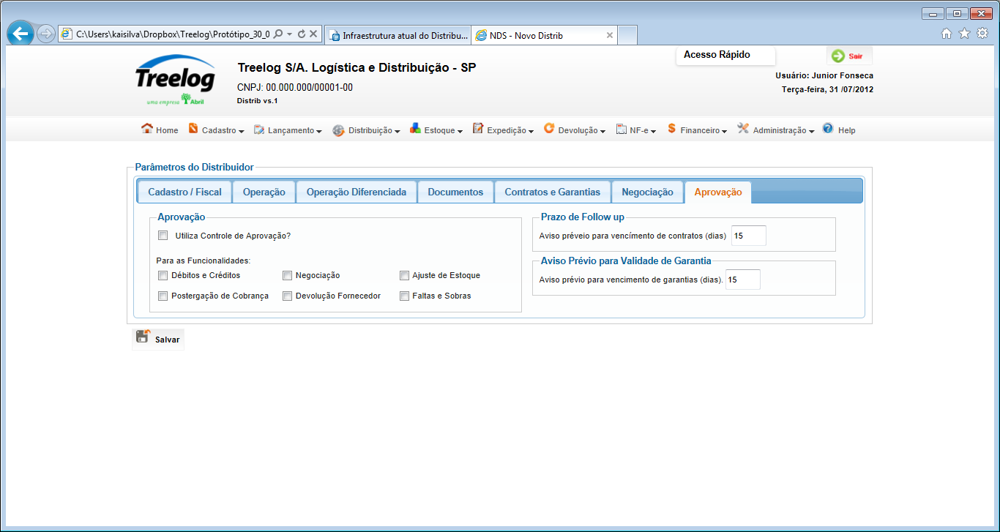 C:\Users\kaisilva\Dropbox\Treelog\Protótipo_30_0
Infraestrutura atual do Distribu...
NDS - Novo Distrib
Treelog
uma empresa Abril
Treelog S/A. Logística e Distribuição - SP
CNPJ: 00.000.000/00001-00
Distrib vs.1
Acesso Rápido
Sair
Usuário: Junior Fonseca
Terça-feira, 31 /07/2012
Home Cadastro Lançamento Distribuição Estoque Expedição Devolução NF-e Financeiro Administração Help
Parâmetros do Distribuidor
Cadastro / Fiscal Operação Operação Diferenciada Documentos Contratos e Garantias Negociação Aprovação
Aprovação
Utiliza Controle de Aprovação?
Para as Funcionalidades:
Débitos e Créditos Negociação Ajuste de Estoque
Postergação de Cobrança Devolução Fornecedor Faltas e Sobras
Prazo de Follow up
Aviso préveio para vencímento de contratos (dias) 15
Aviso Prévio para Validade de Garantia
Aviso prévio para vencimento de garantias (dias). 15
Salvar